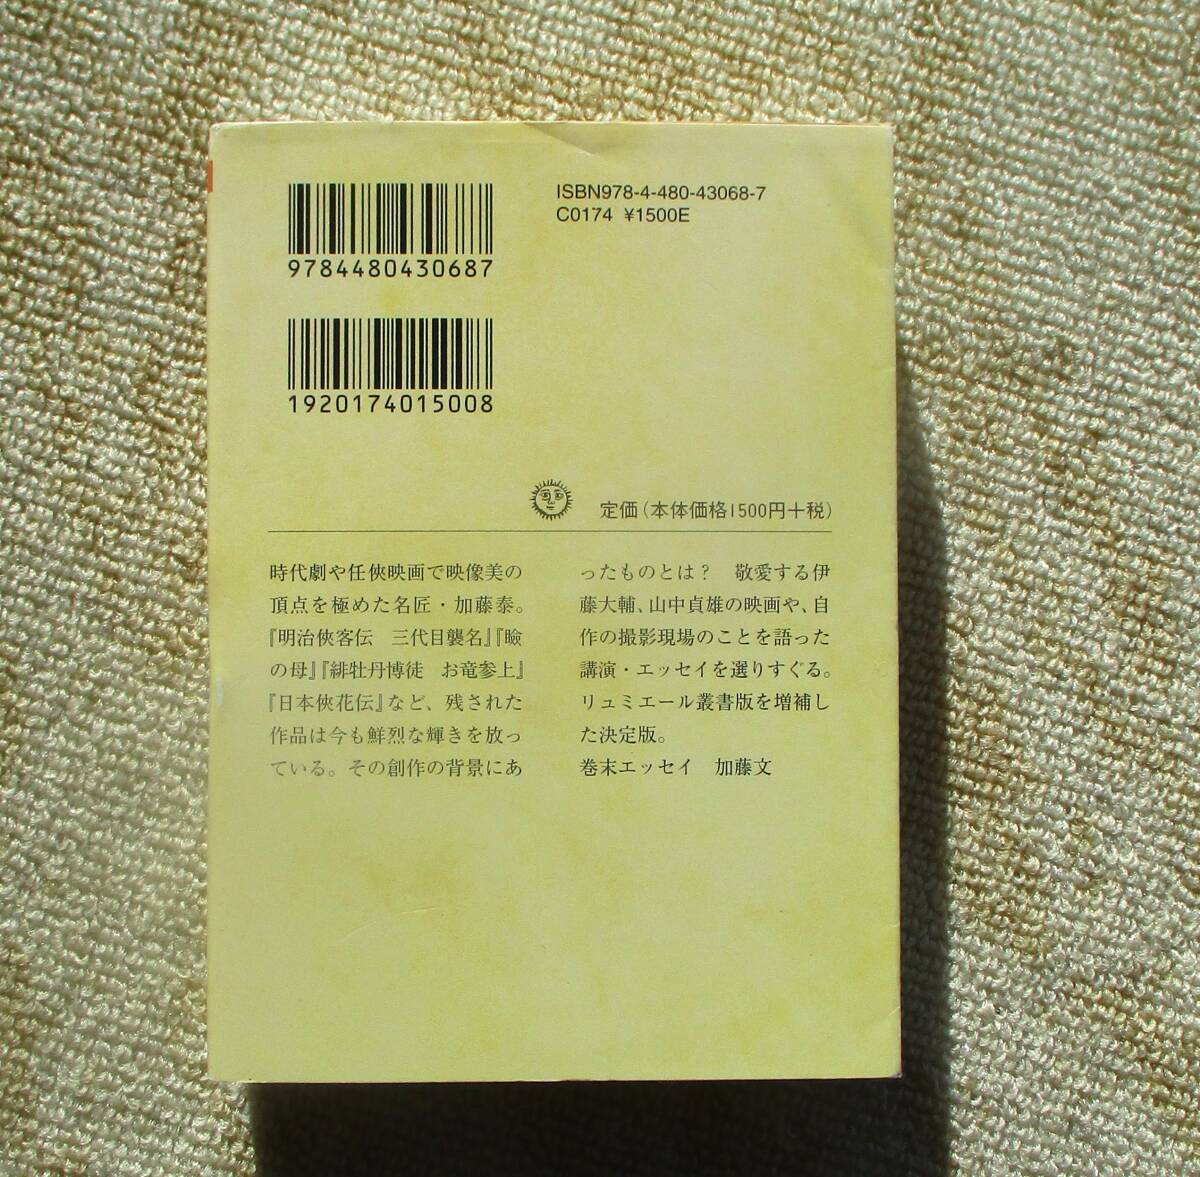 ISBN978-4-480-43068-7
C0174 ¥1500E
9784480430687
1920174015008
定価(本体価格1500円+税)
時代劇や任俠映画で映像美の
頂点を極めた名匠・加藤泰。
『明治俠客伝　三代目襲名』『瞼
の母』『緋牡丹博徒　お竜参上』
『日本俠花伝』など、残された
作品は今も鮮烈な輝きを放っ
ている。その創作の背景にあ
ったものとは?　敬愛する伊
藤大輔、山中貞雄の映画や、自
作の撮影現場のことを語った
講演・エッセイを選りすぐる。
リュミエール叢書版を増補し
た決定版。
巻末エッセイ　加藤文